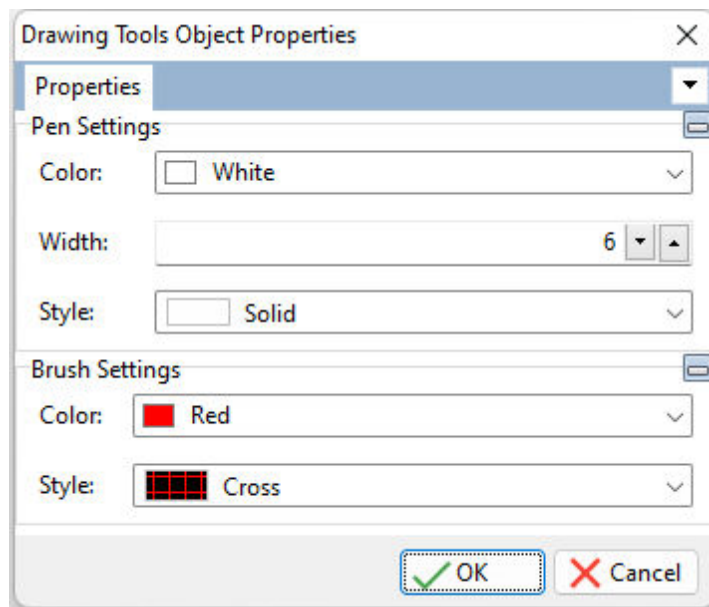 Drawing Tools Object Properties
Properties
Pen Settings
Color: White
Width: 6
Style: Solid
Brush Settings
Color: Red
Style: Cross
OK Cancel